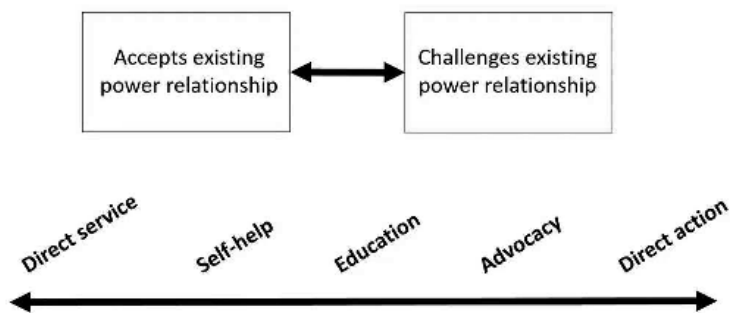 Accepts existing
power relationship
Challenges existing
power relationship
Direct service
Self-help
Education
Advocacy
Direct action